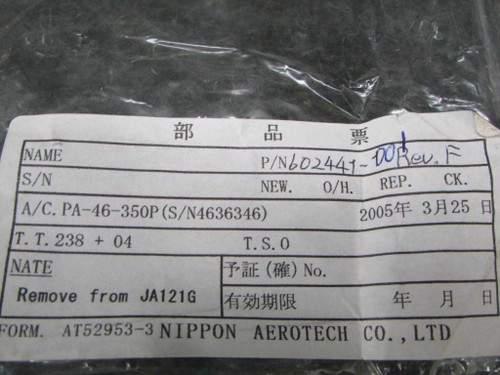 部品票
NAME P/N 602447-001 Rev. F
S/N NEW. O/H. REP. CK.
A/C. PA-46-350P(S/N4636346) 2005年 3月25日
T.T.238 + 04 T.S.O
NATE 予証(確)No.
Remove from JA121G 有効期限 年 月 日
FORM. AT52953-3 NIPPON AEROTECH CO.,LTD